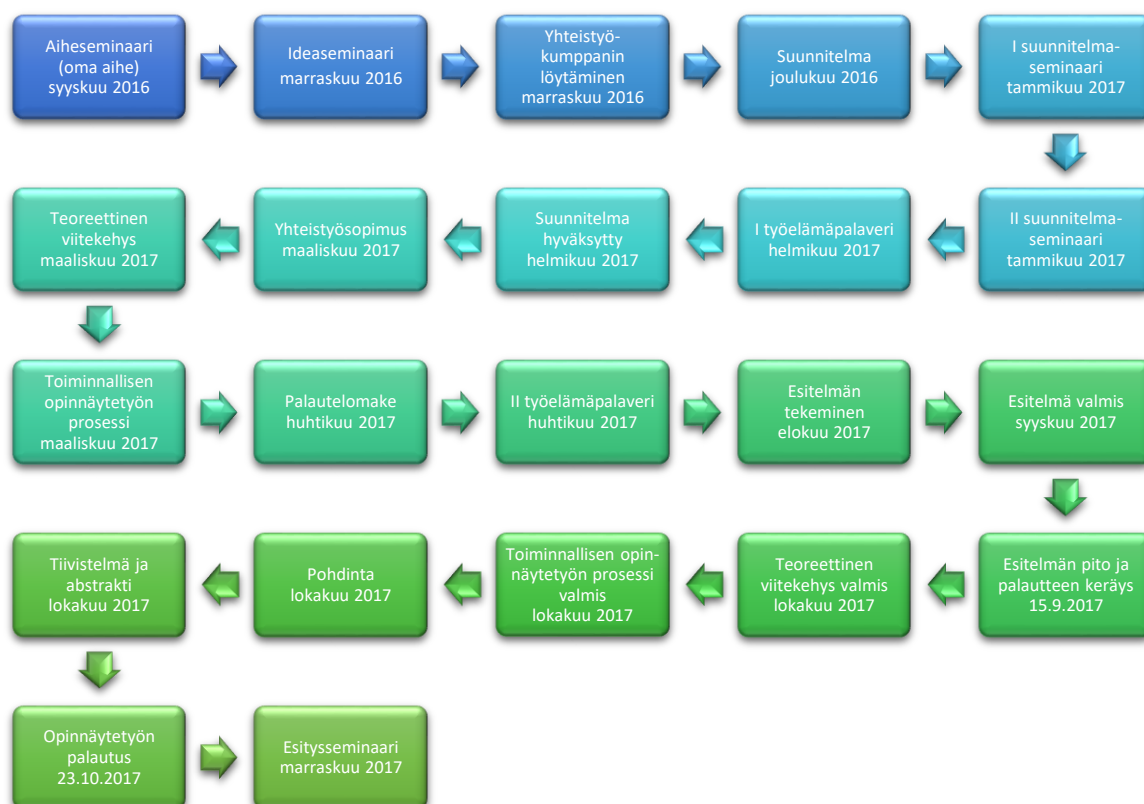 Aiheseminaari
(oma aihe)
syyskuu 2016
Ideaseminaari
marraskuu 2016
Yhteistyö-
kumppanin
löytäminen
marraskuu 2016
Suunnitelma
joulukuu 2016
I suunnitelma-
seminaari
tammikuu 2017
II suunnitelma-
seminaari
tammikuu 2017
I työelämäpalaveri
helmikuu 2017
Suunnitelma
hyväksytty
helmikuu 2017
Yhteistyösopimus
maaliskuu 2017
Teoreettinen
viitekehys
maaliskuu 2017
Toiminnallisen
opinnäytetyön
prosessi
maaliskuu 2017
Palautelomake
huhtikuu 2017
II työelämäpalaveri
huhtikuu 2017
Esitelmän
tekeminen
elokuu 2017
Esitelmä valmis
syyskuu 2017
Esitelmän pito ja
palautteen keräys
15.9.2017
Teoreettinen
viitekehys valmis
lokakuu 2017
Toiminnallisen opin-
näytetyön prosessi
valmis
lokakuu 2017
Pohdinta
lokakuu 2017
Tiivistelmä ja
abstrakti
lokakuu 2017
Opinnäytetyön
palautus
23.10.2017
Esitysseminaari
marraskuu 2017